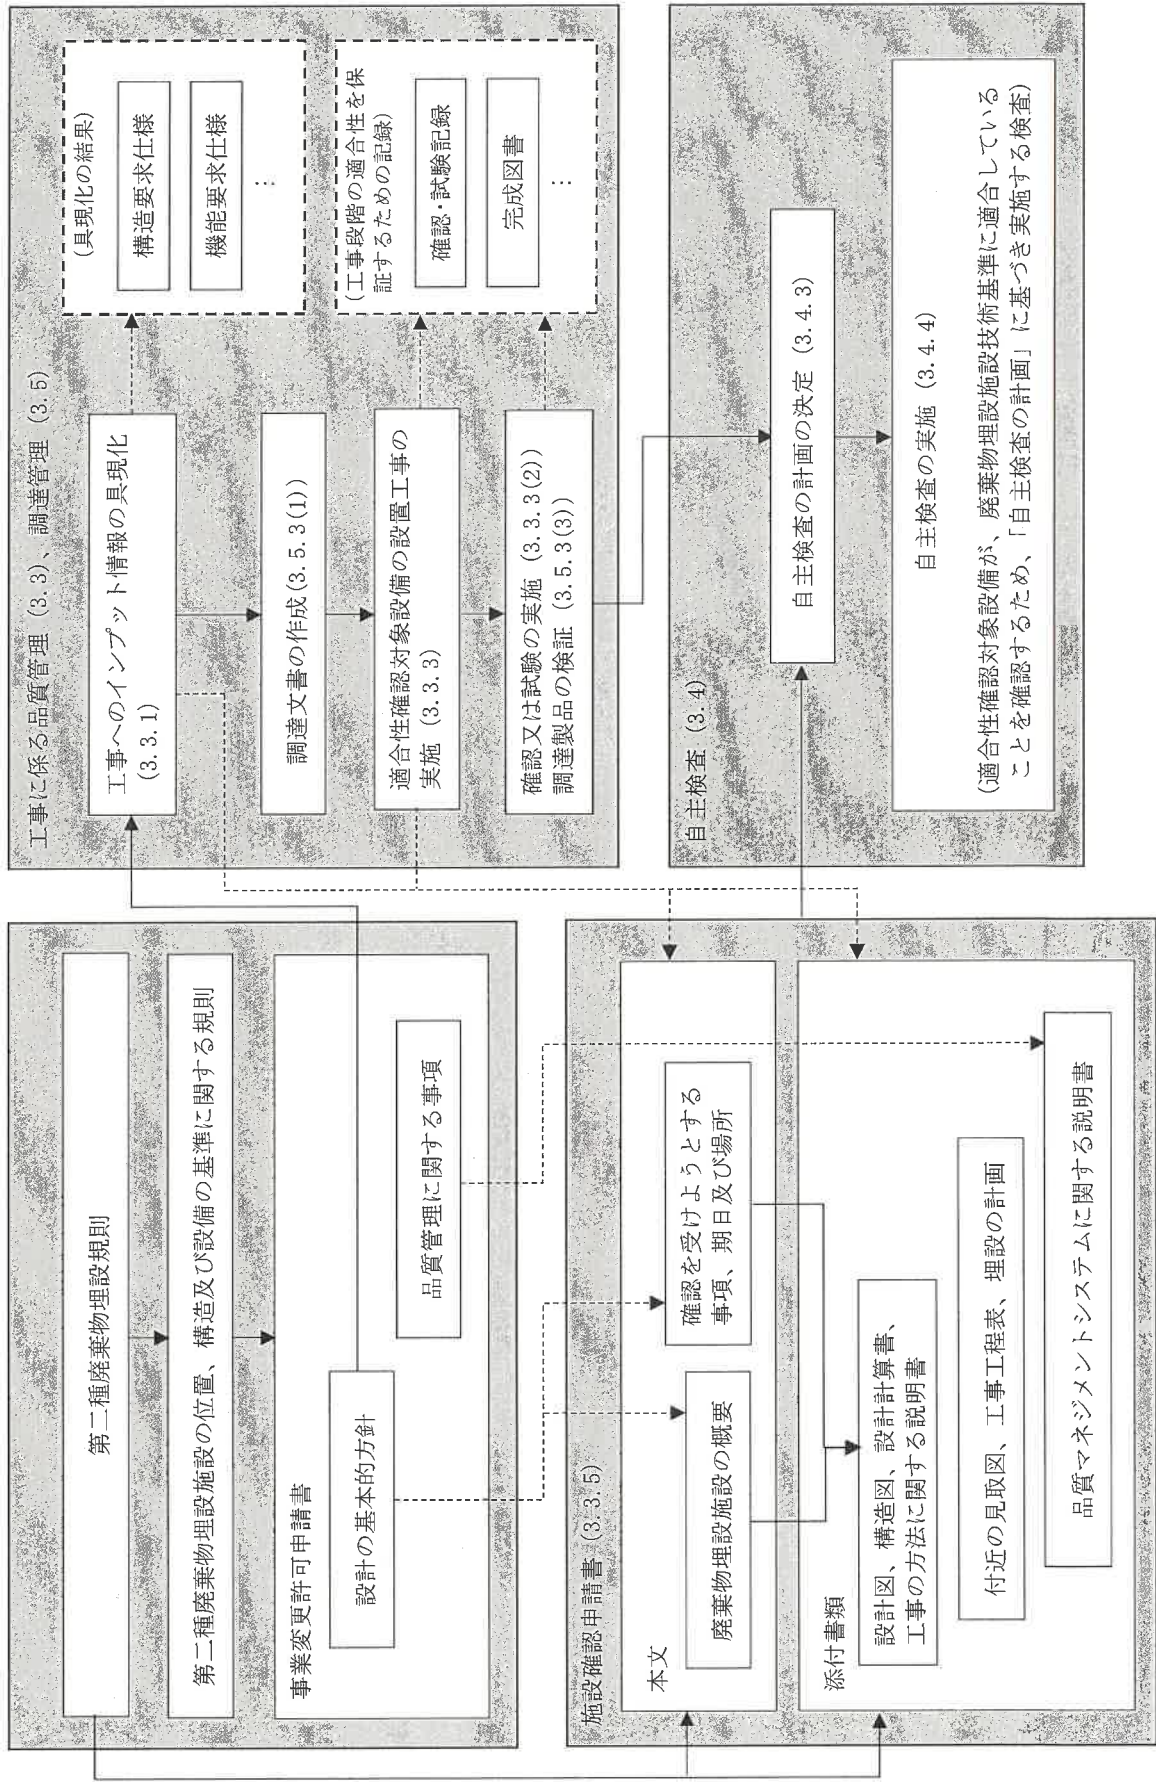 第二種廃棄物埋設規則
第二種廃棄物埋設施設の位置、構造及び設備の基準に関する規則
事業変更許可申請書
設計の基本的方針
品質管理に関する事項
施設確認申請書 (3.3.5)
本文
廃棄物埋設施設の概要
確認を受けようとする
事項、期日及び場所
添付書類
設計図、構造図、設計計算書、
工事の方法に関する説明書
付近の見取図、工事工程表、埋設の計画
品質マネジメントシステムに関する説明書
工事に係る品質管理 (3.3)、調達管理 (3.5)
工事へのインプット情報の具現化
(3.3.1)
調達文書の作成(3.5.3(1))
適合性確認対象設備の設置工事の
実施 (3.3.3)
確認又は試験の実施 (3.3.3(2))
調達製品の検証 (3.5.3(3))
(具現化の結果)
構造要求仕様
機能要求仕様
⋮
(工事段階の適合性を保
証するための記録)
確認・試験記録
完成図書
⋮
自主検査 (3.4)
自主検査の計画の決定 (3.4.3)
自主検査の実施 (3.4.4)
(適合性確認対象設備が、廃棄物埋設施設技術基準に適合している
ことを確認するため、「自主検査の計画」に基づき実施する検査)